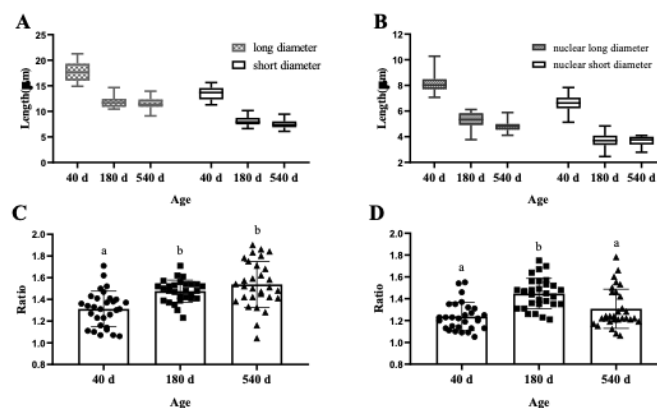 A
B
25
20
15
10
5
0
Length(μm)
long diameter
short diameter
40 d 180 d 540 d 40 d 180 d 540 d
Age
12
10
8
6
4
2
Length(μm)
nuclear long diameter
nuclear short diameter
40 d 180 d 540 d 40 d 180 d 540 d
Age
C
D
2.0
1.8
1.6
1.4
1.2
1.0
Ratio
a
b
b
40 d 180 d 540 d
Age
2.0
1.8
1.6
1.4
1.2
1.0
0.8
Ratio
a
b
a
40 d 180 d 540 d
Age